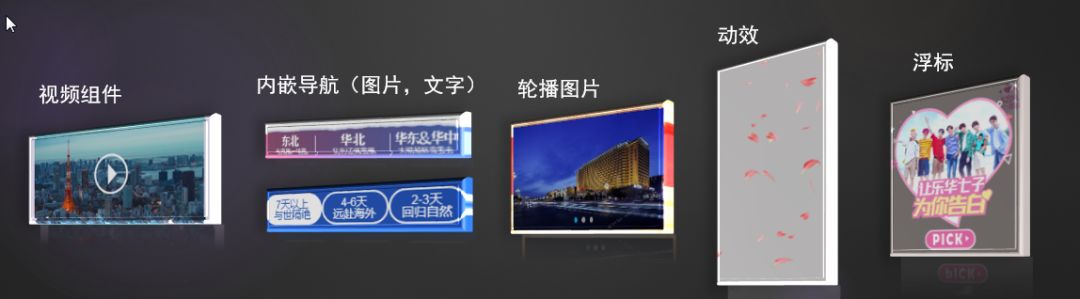 视频组件
内嵌导航（图片，文字）
东北
华北
华东&华中
7天以上
与世隔绝
4-6天
远赴海外
2-3天
回归自然
轮播图片
动效
浮标
让乐华七子
为你告白
PICK